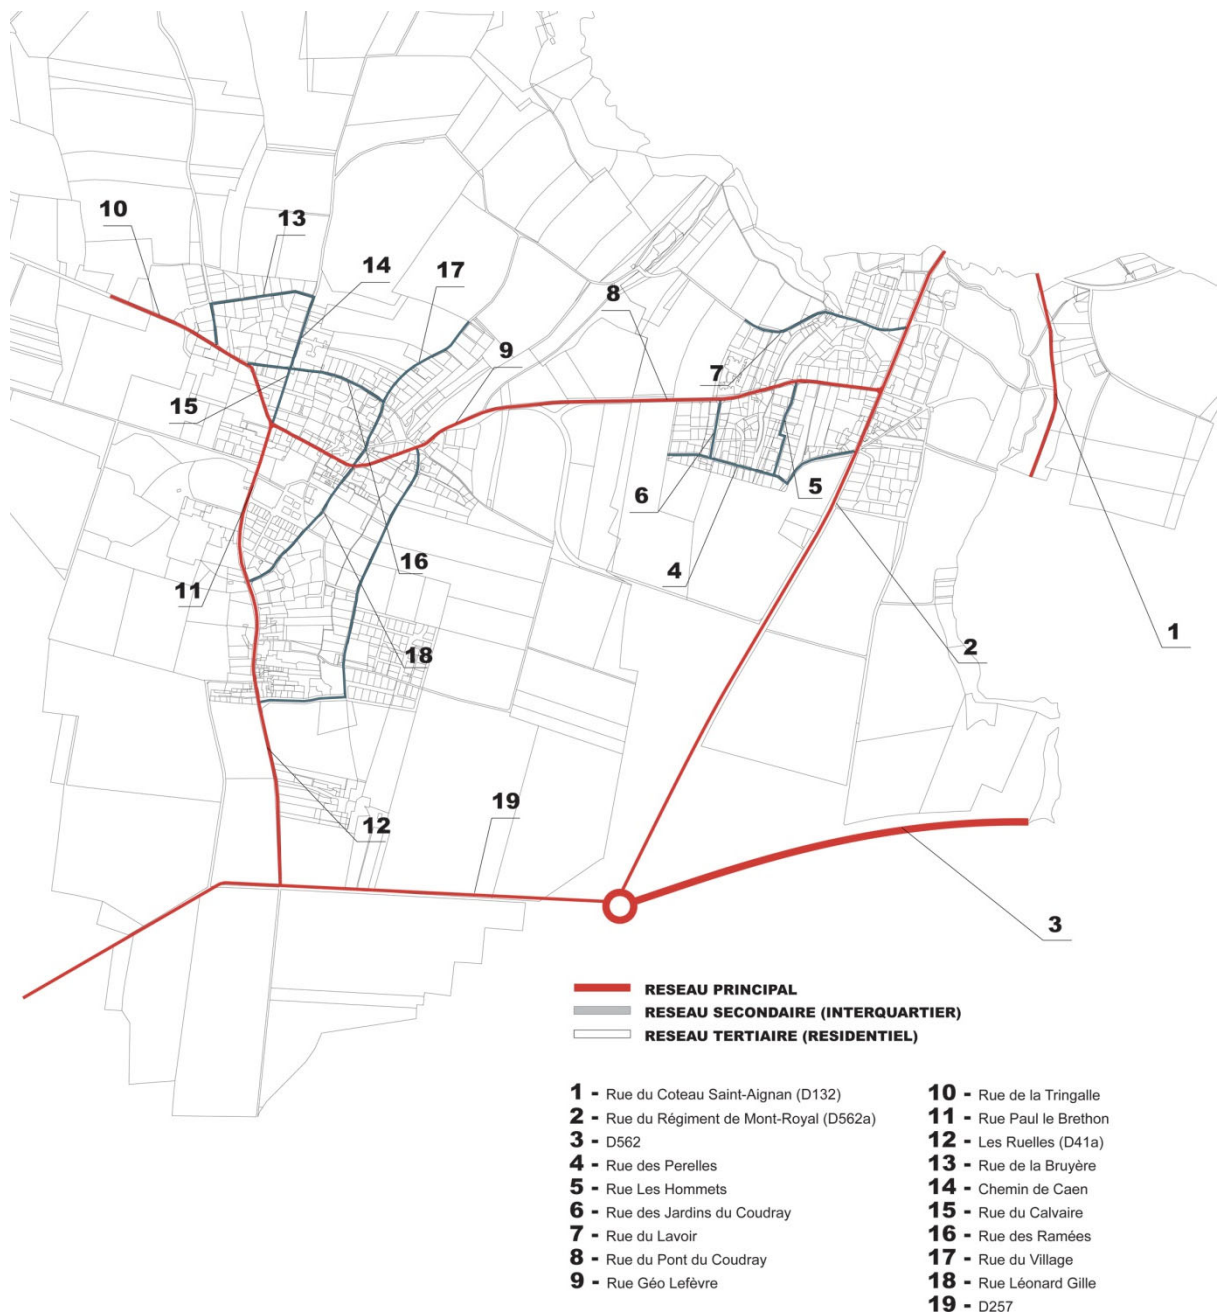 10
13
14
17
8
9
7
15
6
5
16
4
11
18
2
1
19
12
3
RESEAU PRINCIPAL
RESEAU SECONDAIRE (INTERQUARTIER)
RESEAU TERTIAIRE (RESIDENTIEL)
1 - Rue du Coteau Saint-Aignan (D132)
2 - Rue du Régiment de Mont-Royal (D562a)
3 - D562
4 - Rue des Perelles
5 - Rue Les Hommets
6 - Rue des Jardins du Coudray
7 - Rue du Lavoir
8 - Rue du Pont du Coudray
9 - Rue Géo Lefèvre
10 - Rue de la Tringalle
11 - Rue Paul le Brethon
12 - Les Ruelles (D41a)
13 - Rue de la Bruyère
14 - Chemin de Caen
15 - Rue du Calvaire
16 - Rue des Ramées
17 - Rue du Village
18 - Rue Léonard Gille
19 - D257